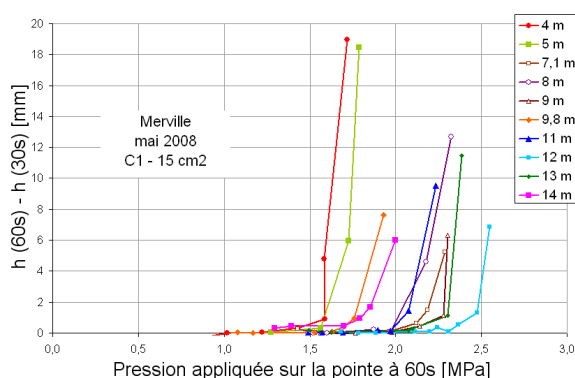 h (60s) - h (30s) [mm]
20
18
16
14
12
10
8
6
4
2
0
Merville
mai 2008
C1 - 15 cm2
4 m
5 m
7,1 m
8 m
9 m
9,8 m
11 m
12 m
13 m
14 m
0,0 0,5 1,0 1,5 2,0 2,5 3,0
Pression appliquée sur la pointe à 60s [MPa]